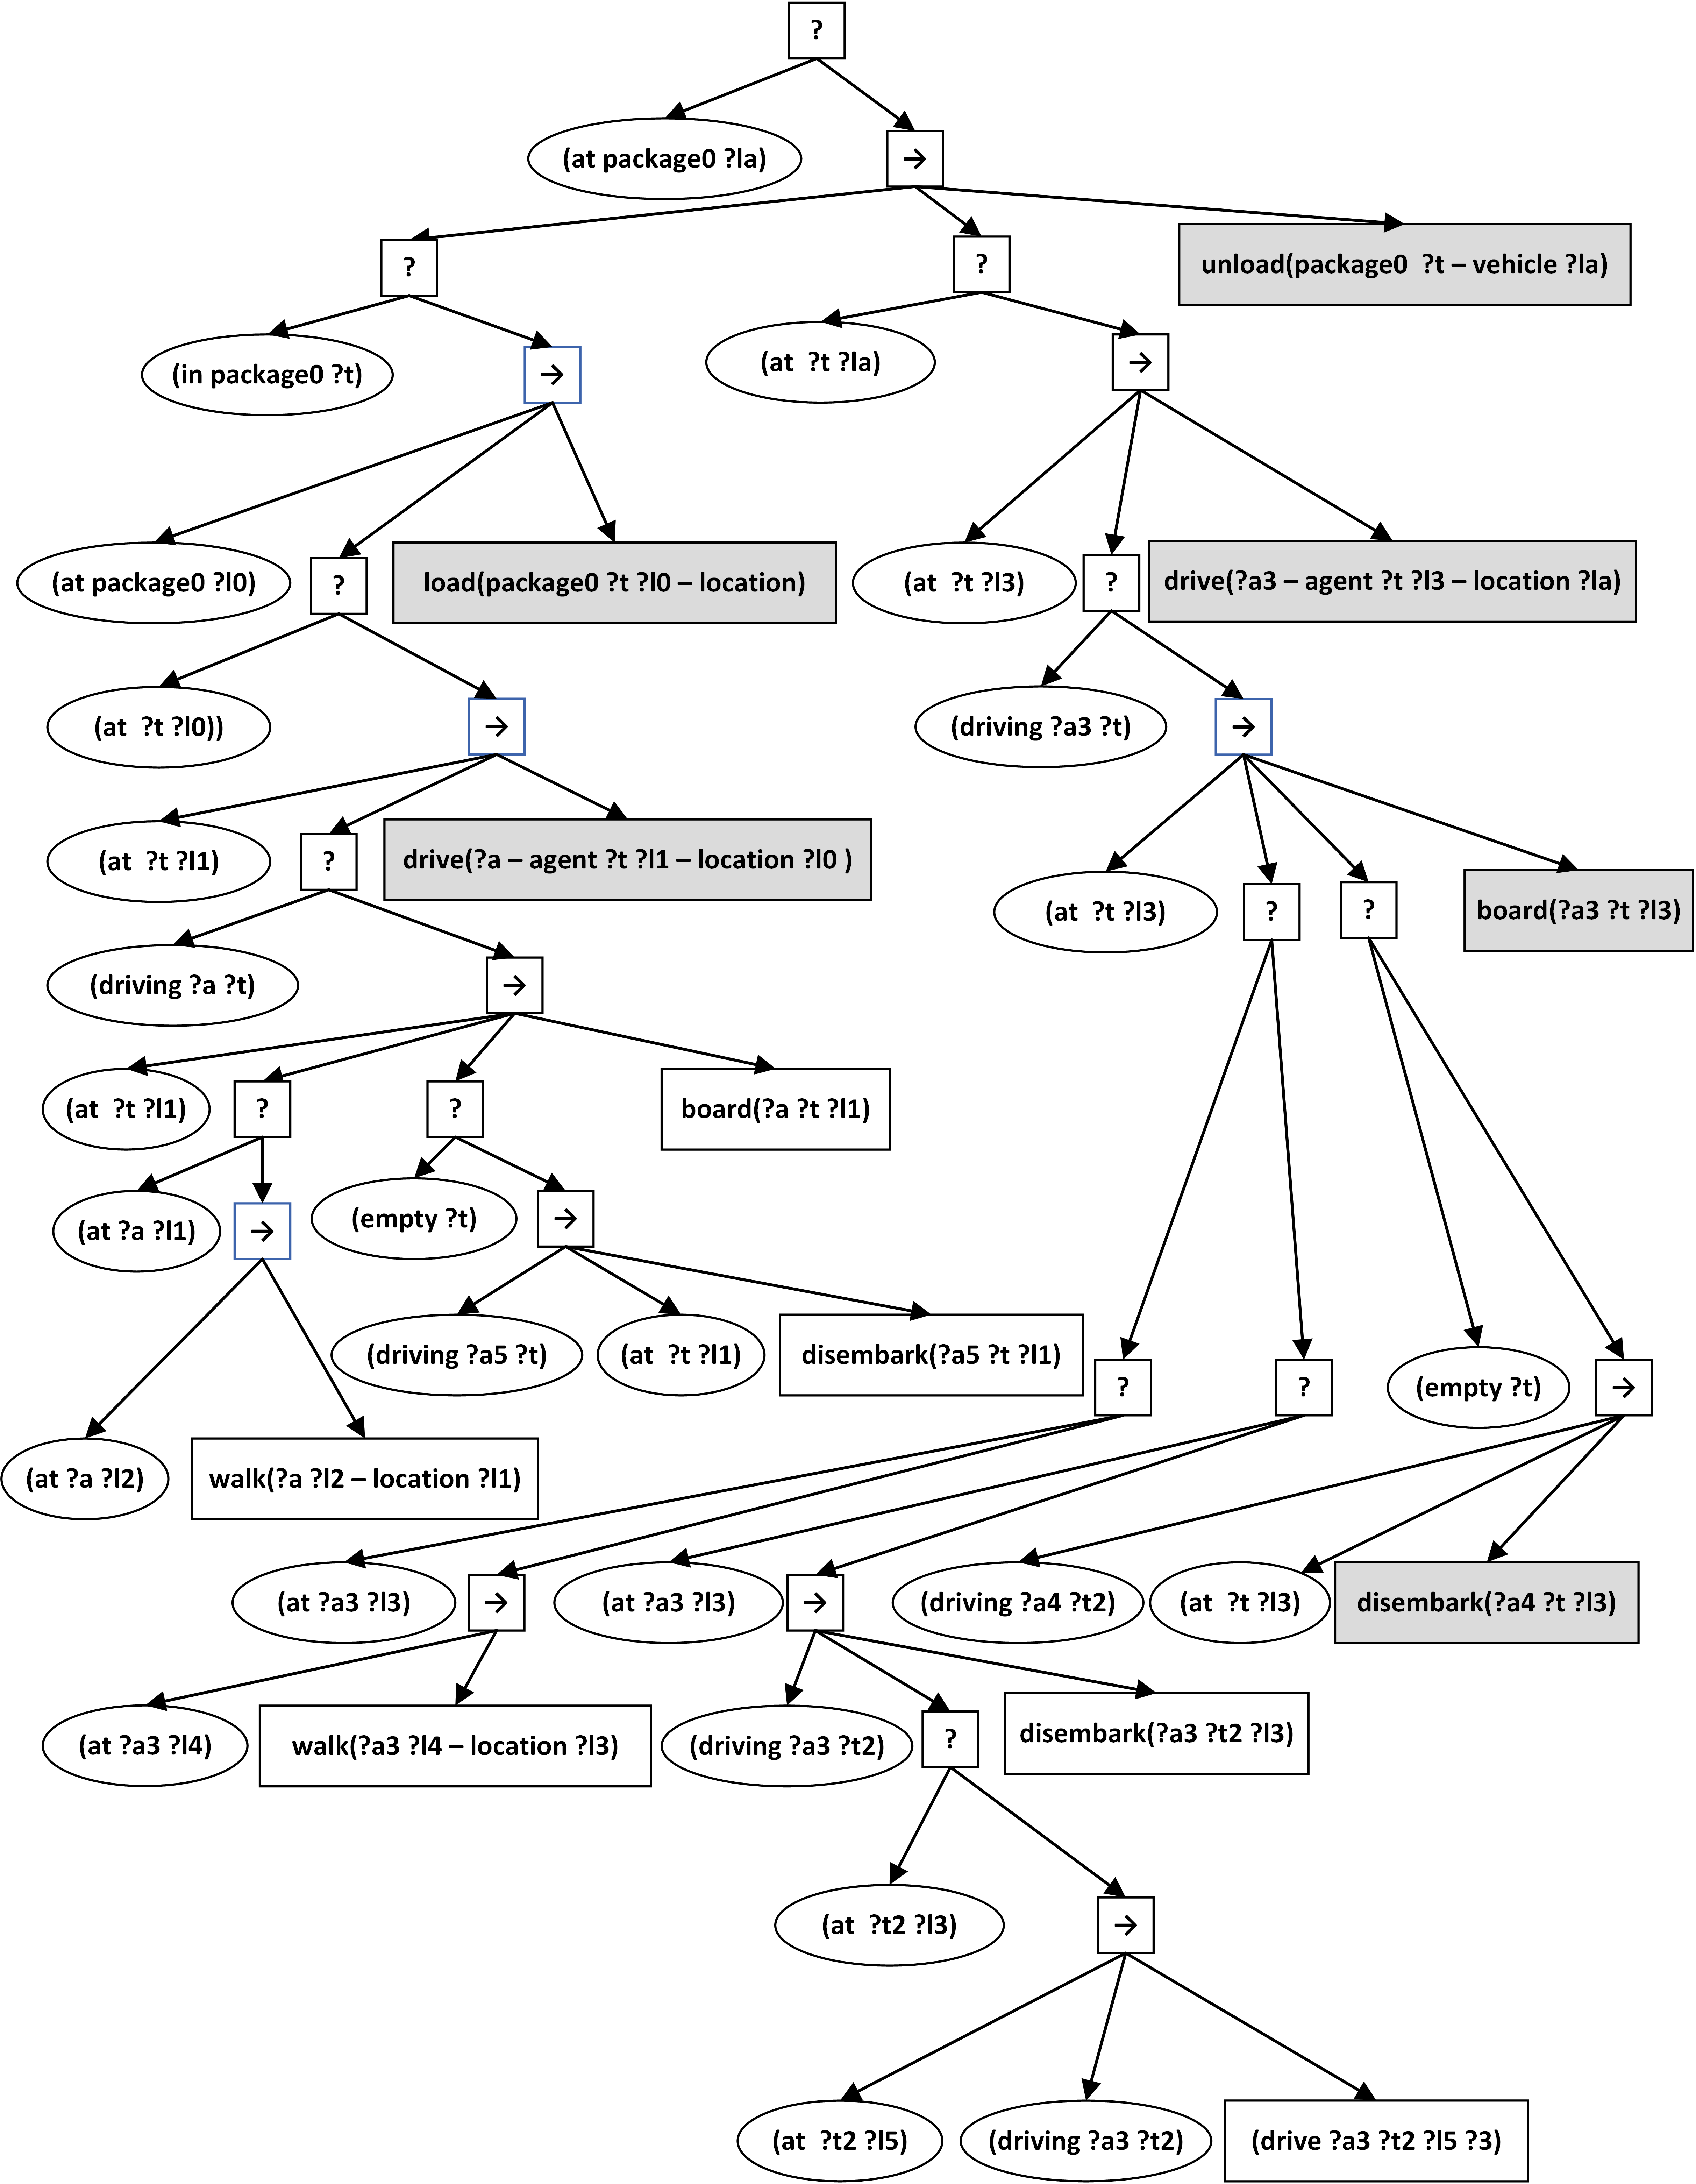 ?
(at package0 ?la)
→
?
?
unload(package0 ?t – vehicle ?la)
(in package0 ?t)
→
(at ?t ?la)
→
(at package0 ?l0)
?
load(package0 ?t ?l0 – location)
(at ?t ?l3)
?
drive(?a3 – agent ?t ?l3 – location ?la)
(at ?t ?l0))
→
(driving ?a3 ?t)
→
(at ?t ?l1)
?
drive(?a – agent ?t ?l1 – location ?l0 )
(at ?t ?l3)
?
?
board(?a3 ?t ?l3)
(driving ?a ?t)
→
(at ?t ?l1)
?
?
board(?a ?t ?l1)
(at ?a ?l1)
→
(empty ?t)
→
(driving ?a5 ?t)
(at ?t ?l1)
disembark(?a5 ?t ?l1)
?
?
(empty ?t)
→
(at ?a ?l2)
walk(?a ?l2 – location ?l1)
(at ?a3 ?l3)
→
(at ?a3 ?l3)
→
(driving ?a4 ?t2)
(at ?t ?l3)
disembark(?a4 ?t ?l3)
(at ?a3 ?l4)
walk(?a3 ?l4 – location ?l3)
(driving ?a3 ?t2)
?
disembark(?a3 ?t2 ?l3)
(at ?t2 ?l3)
→
(at ?t2 ?l5)
(driving ?a3 ?t2)
(drive ?a3 ?t2 ?l5 ?3)